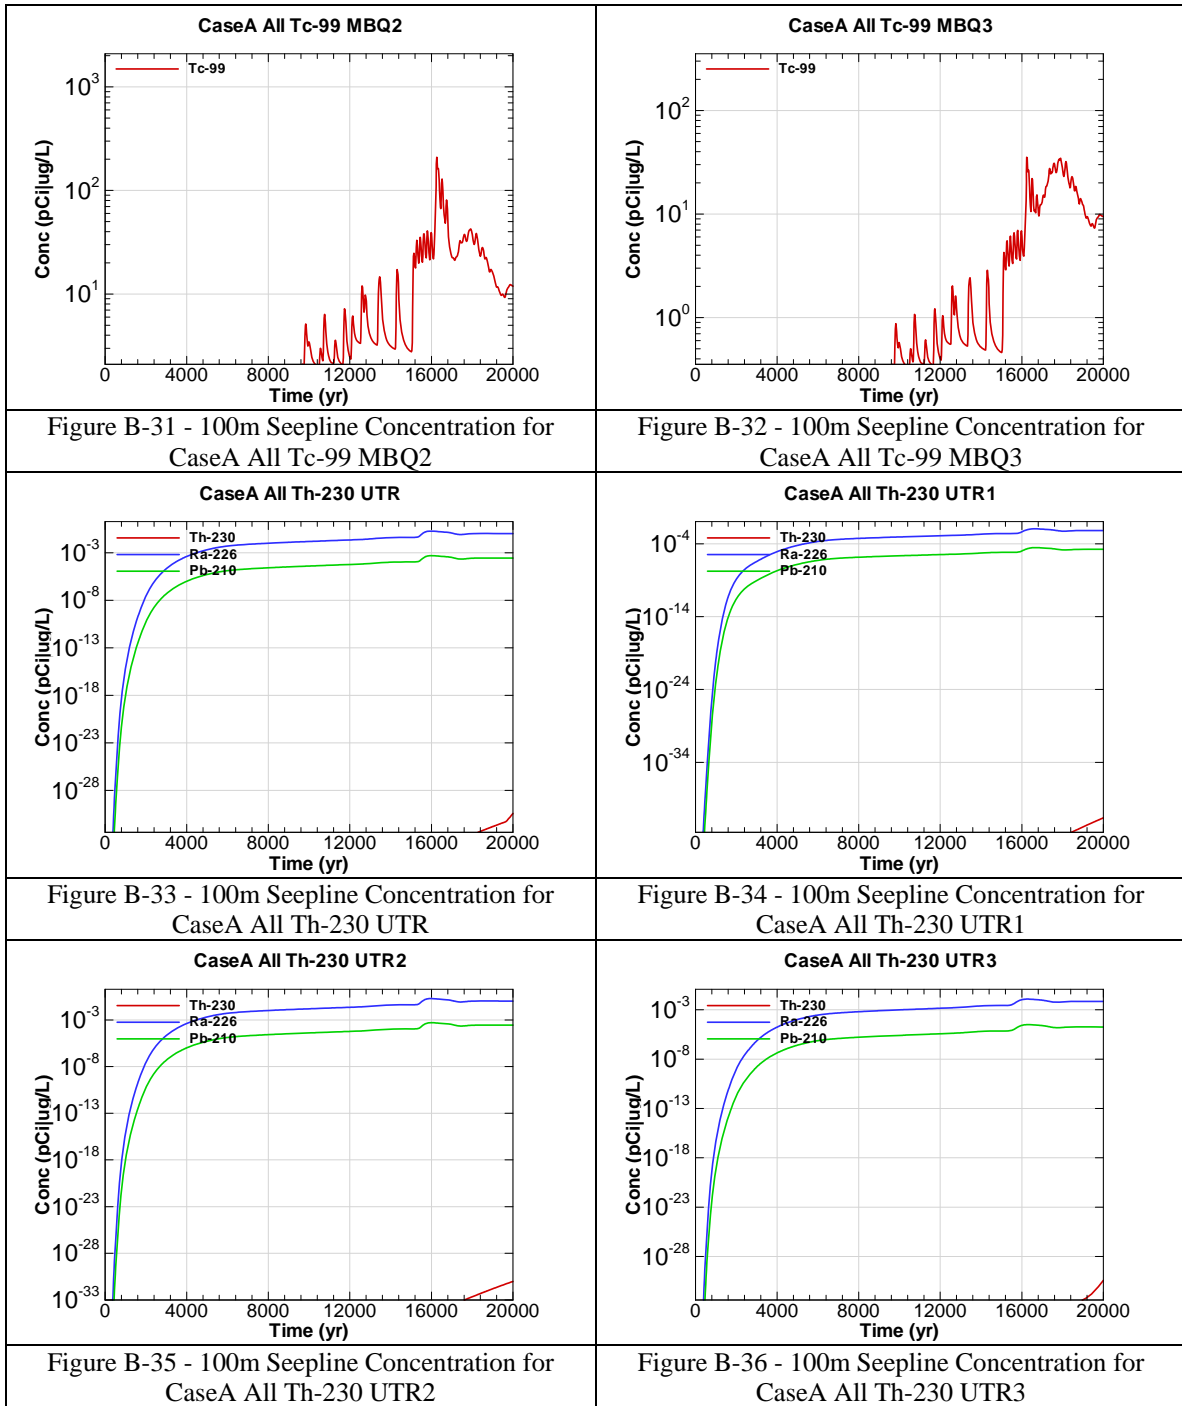 CaseA All Tc-99 MBQ2
Tc-99
10^3
10^2
10^1
Conc (pCi|ug/L)
0 4000 8000 12000 16000 20000
Time (yr)
Figure B-31 - 100m Seepline Concentration for
CaseA All Tc-99 MBQ2
CaseA All Tc-99 MBQ3
Tc-99
10^2
10^1
10^0
Conc (pCi|ug/L)
0 4000 8000 12000 16000 20000
Time (yr)
Figure B-32 - 100m Seepline Concentration for
CaseA All Tc-99 MBQ3
CaseA All Th-230 UTR
Th-230
Ra-226
Pb-210
10^-3
10^-8
10^-13
10^-18
10^-23
10^-28
Conc (pCi|ug/L)
0 4000 8000 12000 16000 20000
Time (yr)
Figure B-33 - 100m Seepline Concentration for
CaseA All Th-230 UTR
CaseA All Th-230 UTR1
Th-230
Ra-226
Pb-210
10^-4
10^-14
10^-24
10^-34
Conc (pCi|ug/L)
0 4000 8000 12000 16000 20000
Time (yr)
Figure B-34 - 100m Seepline Concentration for
CaseA All Th-230 UTR1
CaseA All Th-230 UTR2
Th-230
Ra-226
Pb-210
10^-3
10^-8
10^-13
10^-18
10^-23
10^-28
10^-33
Conc (pCi|ug/L)
0 4000 8000 12000 16000 20000
Time (yr)
Figure B-35 - 100m Seepline Concentration for
CaseA All Th-230 UTR2
CaseA All Th-230 UTR3
Th-230
Ra-226
Pb-210
10^-3
10^-8
10^-13
10^-18
10^-23
10^-28
Conc (pCi|ug/L)
0 4000 8000 12000 16000 20000
Time (yr)
Figure B-36 - 100m Seepline Concentration for
CaseA All Th-230 UTR3